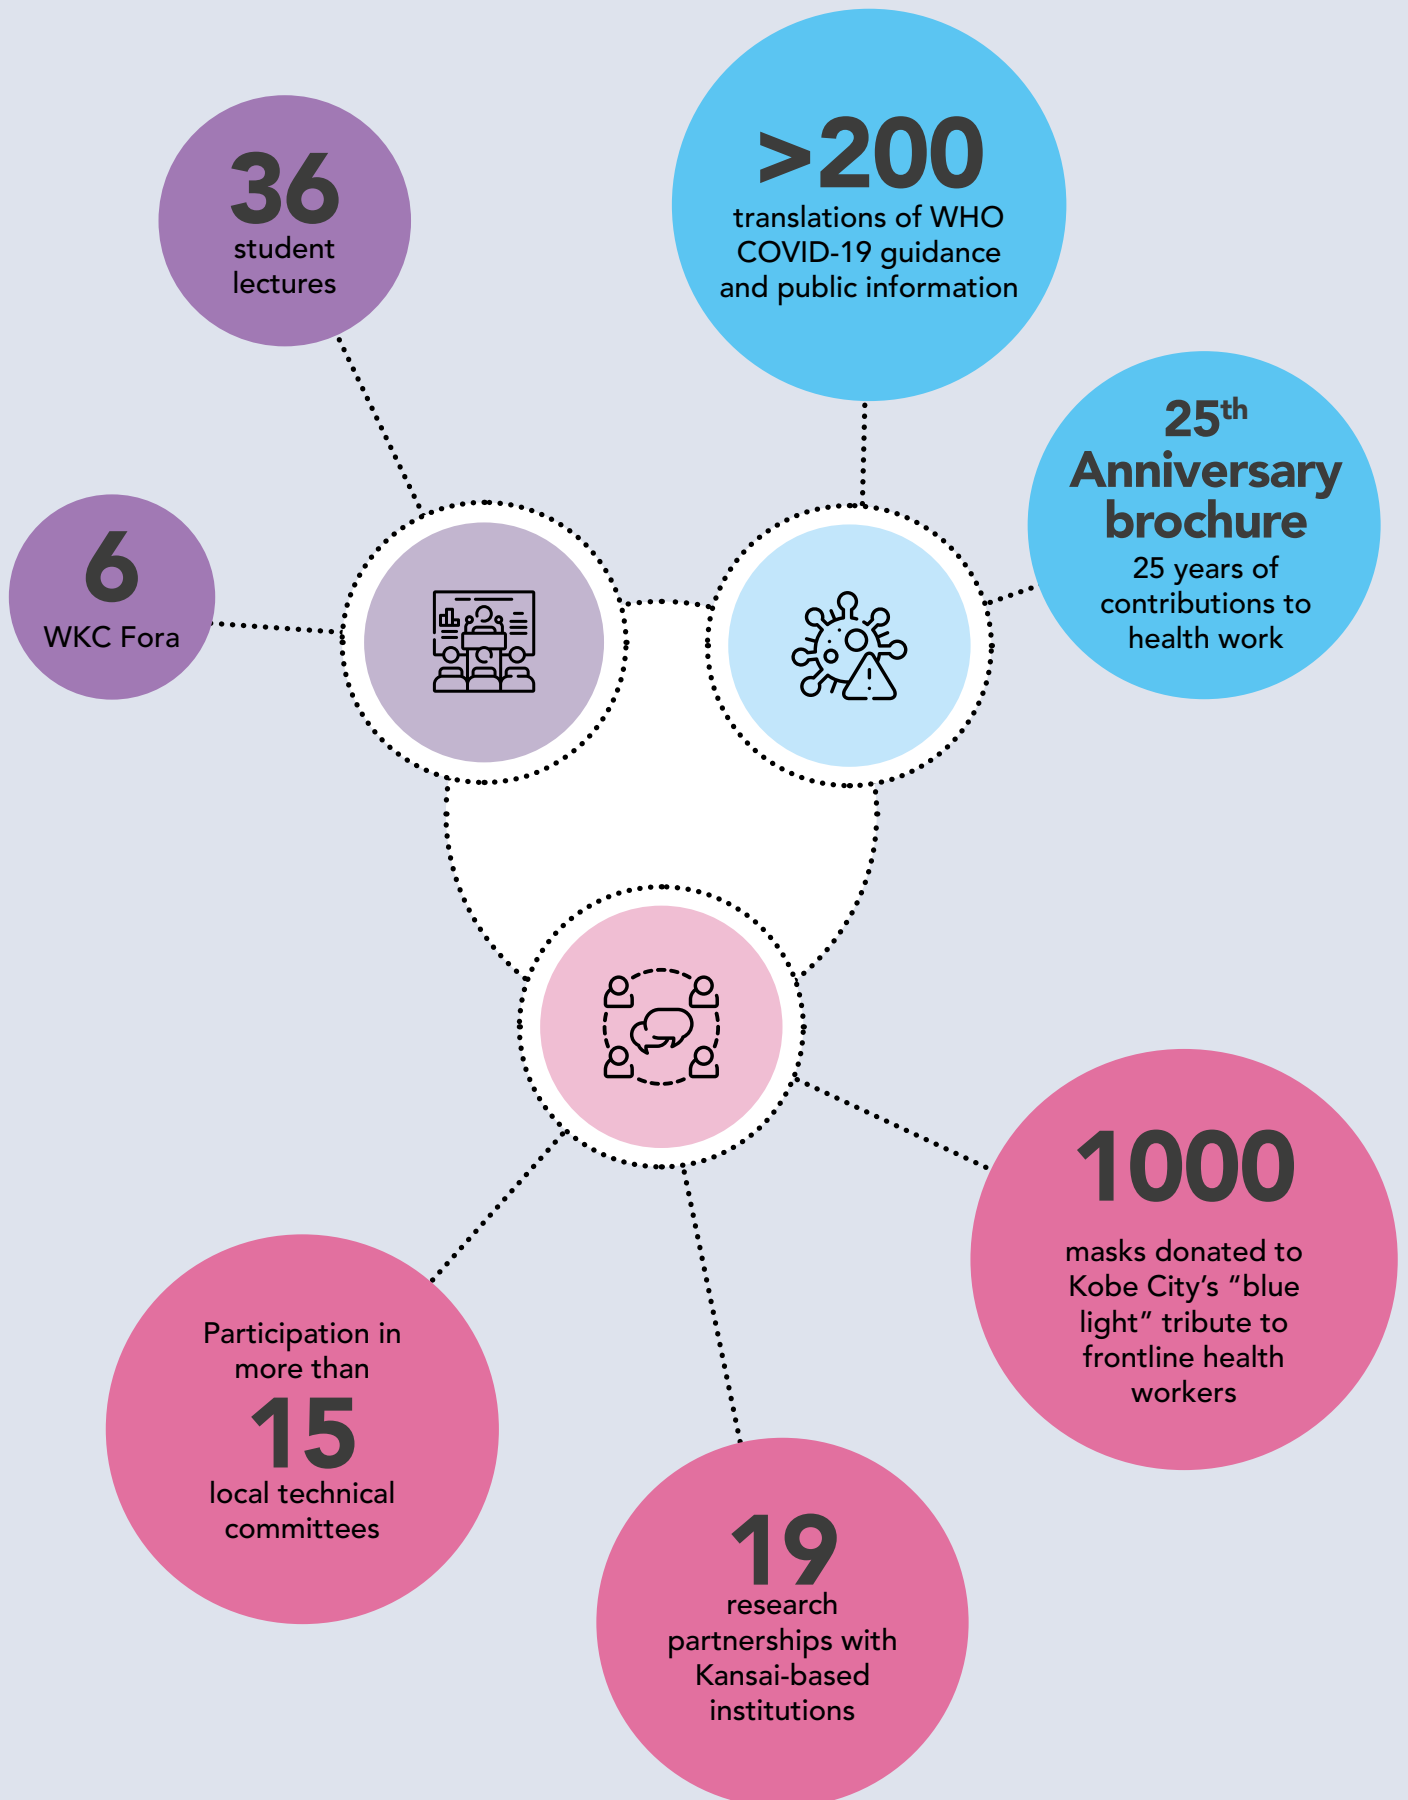 36
student
lectures
>200
translations of WHO
COVID-19 guidance
and public information
25th
Anniversary
brochure
25 years of
contributions to
health work
6
WKC Fora
1000
masks donated to
Kobe City’s “blue
light” tribute to
frontline health
workers
Participation in
more than
15
local technical
committees
19
research
partnerships with
Kansai-based
institutions